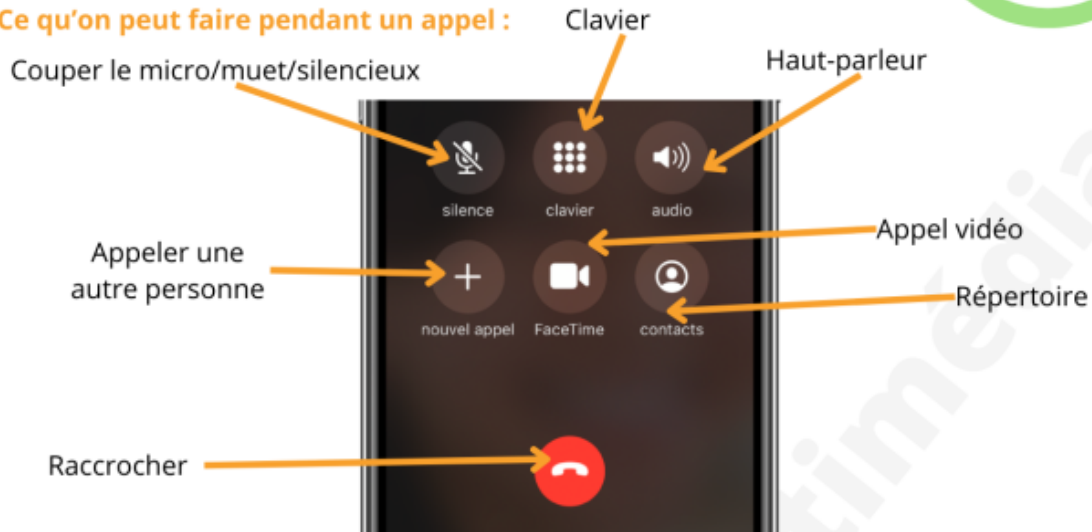 Ce qu'on peut faire pendant un appel :
Clavier
Couper le micro/muet/silencieux
Haut-parleur
silence
clavier
audio
Appeler une
autre personne
Appel vidéo
Répertoire
nouvel appel
FaceTime
contacts
Raccrocher